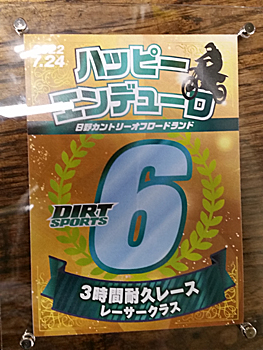 2022
7.24
ハッピー
エンデューロ
日野カントリーオフロードランド
6
DIRT
SPORTS
3時間耐久レース
レーサークラス